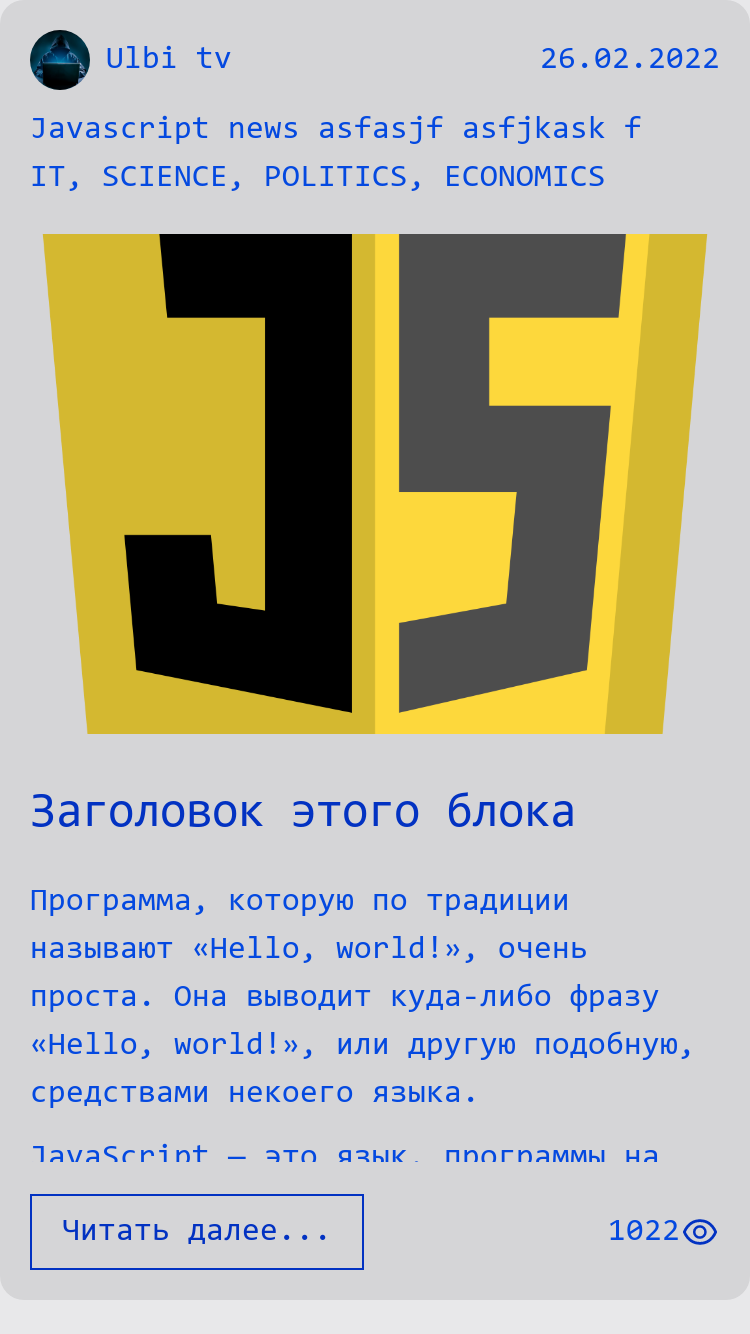 Ulbi tv 26.02.2022
Javascript news asfasjf asfjkask f
IT, SCIENCE, POLITICS, ECONOMICS
JS
Заголовок этого блока
Программа, которую по традиции
называют «Hello, world!», очень
проста. Она выводит куда-либо фразу
«Hello, world!», или другую подобную,
средствами некоего языка.
JavaScript — это язык, программы на
Читать далее... 1022